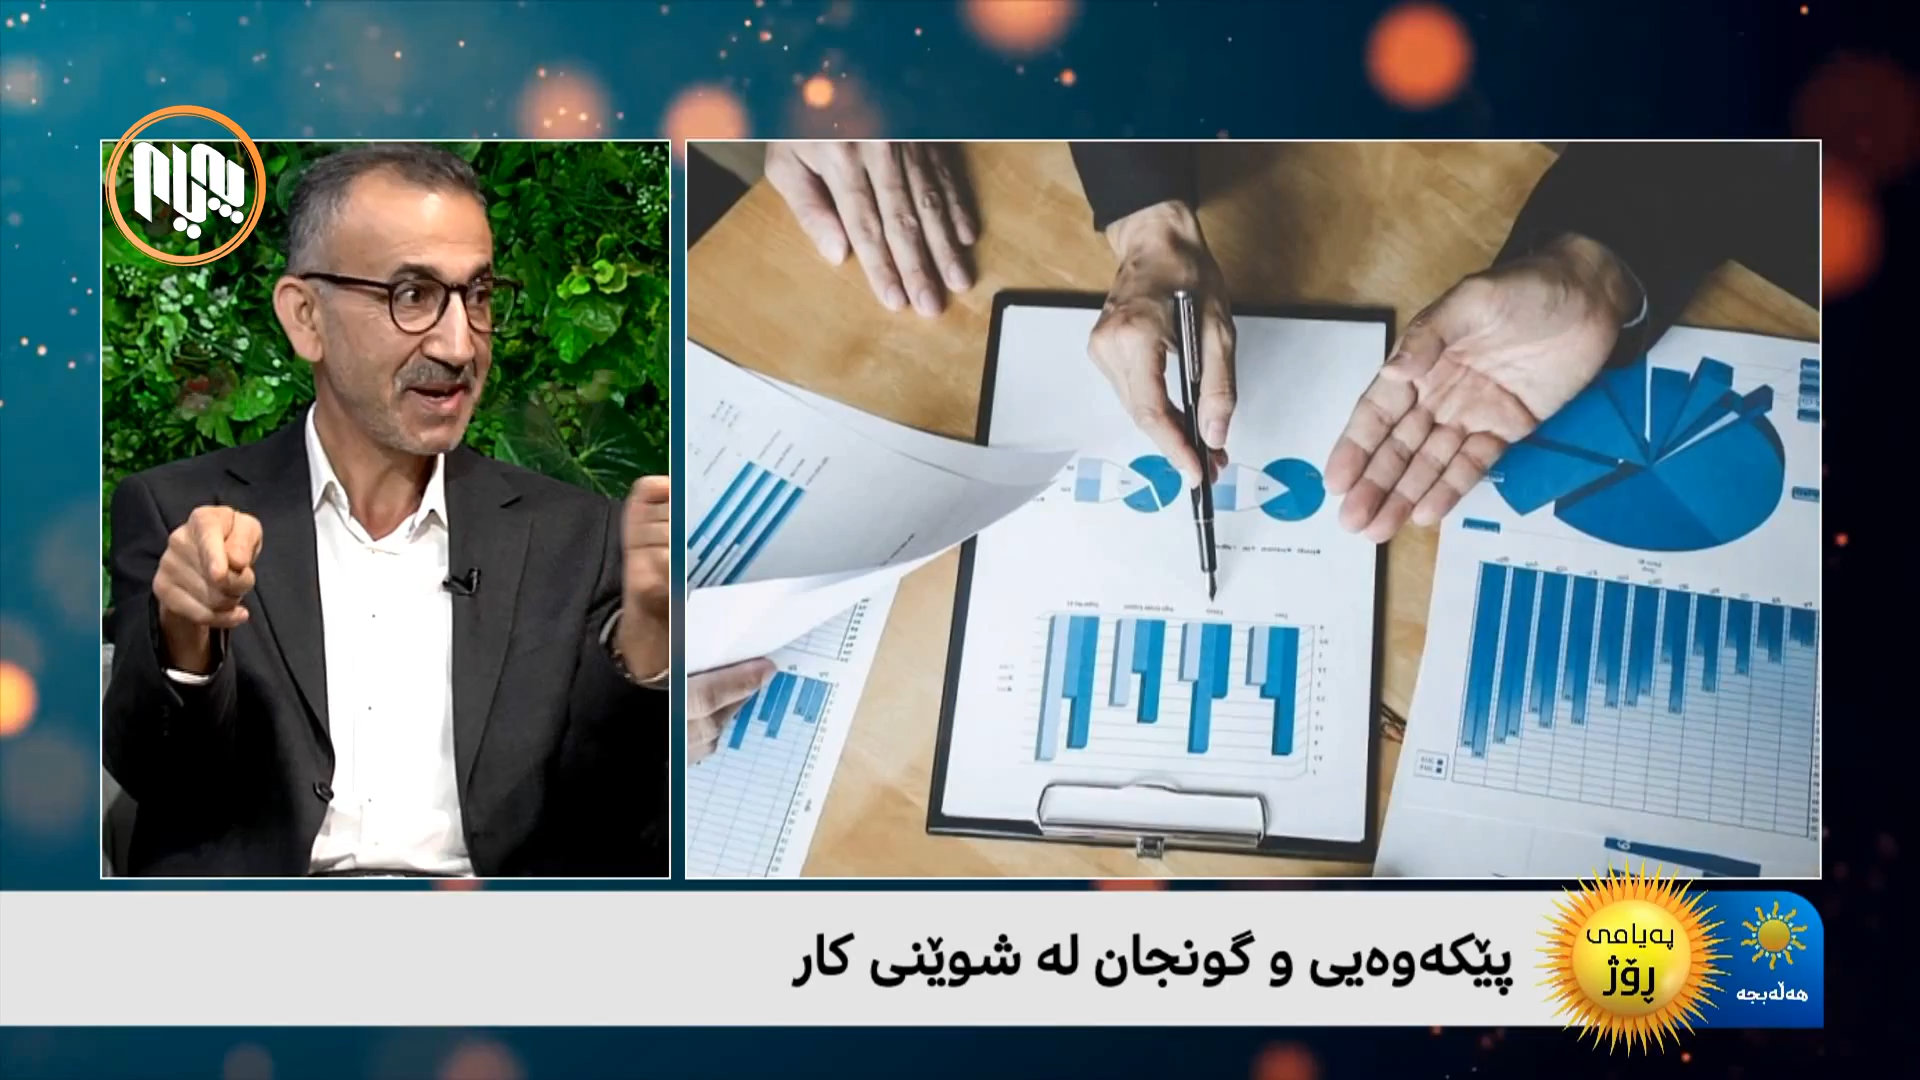 پەیام
پێکەوەیی و گونجان لە شوێنی کار
پەیامی
ڕۆژ
هەڵەبجە